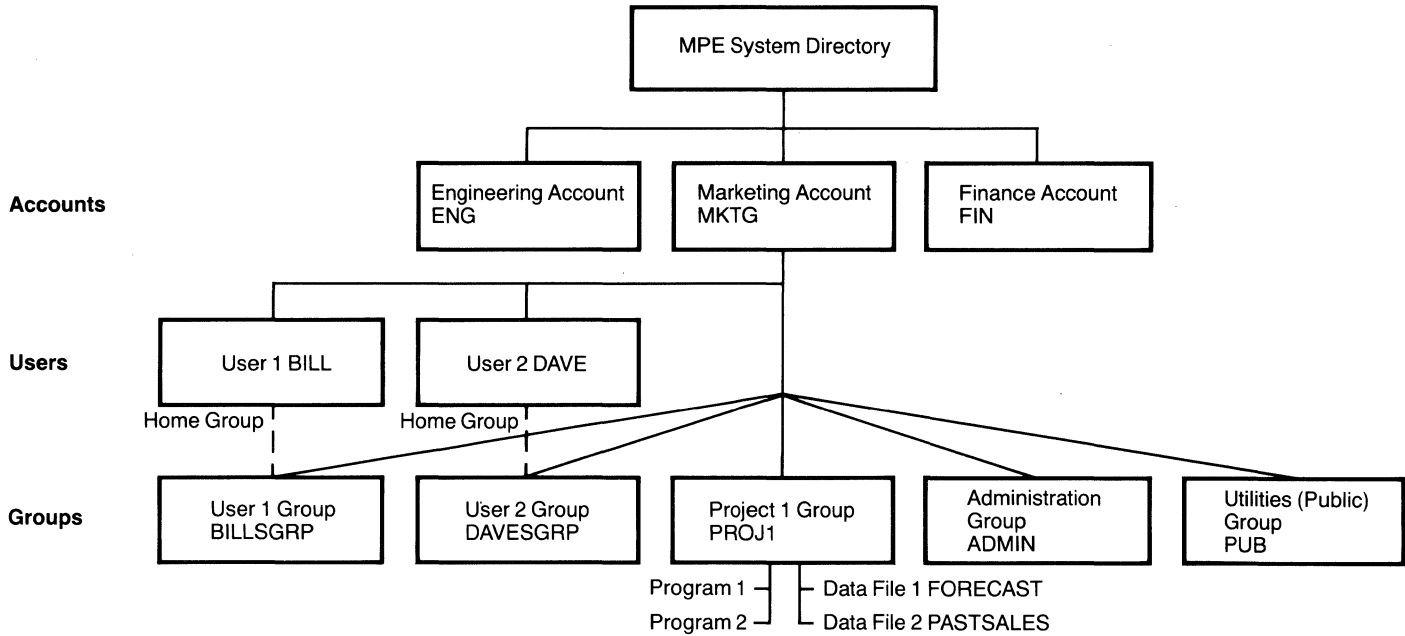 MPE System Directory
Accounts
Engineering Account
ENG
Marketing Account
MKTG
Finance Account
FIN
Users
User 1 BILL
User 2 DAVE
Home Group
Home Group
Groups
User 1 Group
BILLSGRP
User 2 Group
DAVESGRP
Project 1 Group
PROJ1
Administration
Group
ADMIN
Utilities (Public)
Group
PUB
Program 1
Data File 1 FORECAST
Program 2
Data File 2 PASTSALES